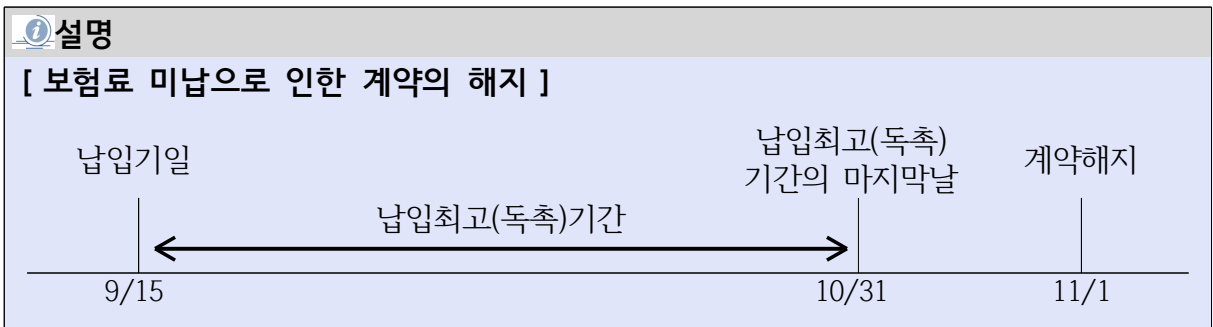 설명
[ 보험료 미납으로 인한 계약의 해지 ]
납입기일
납입최고(독촉)
기간의 마지막날
계약해지
납입최고(독촉)기간
9/15
10/31
11/1